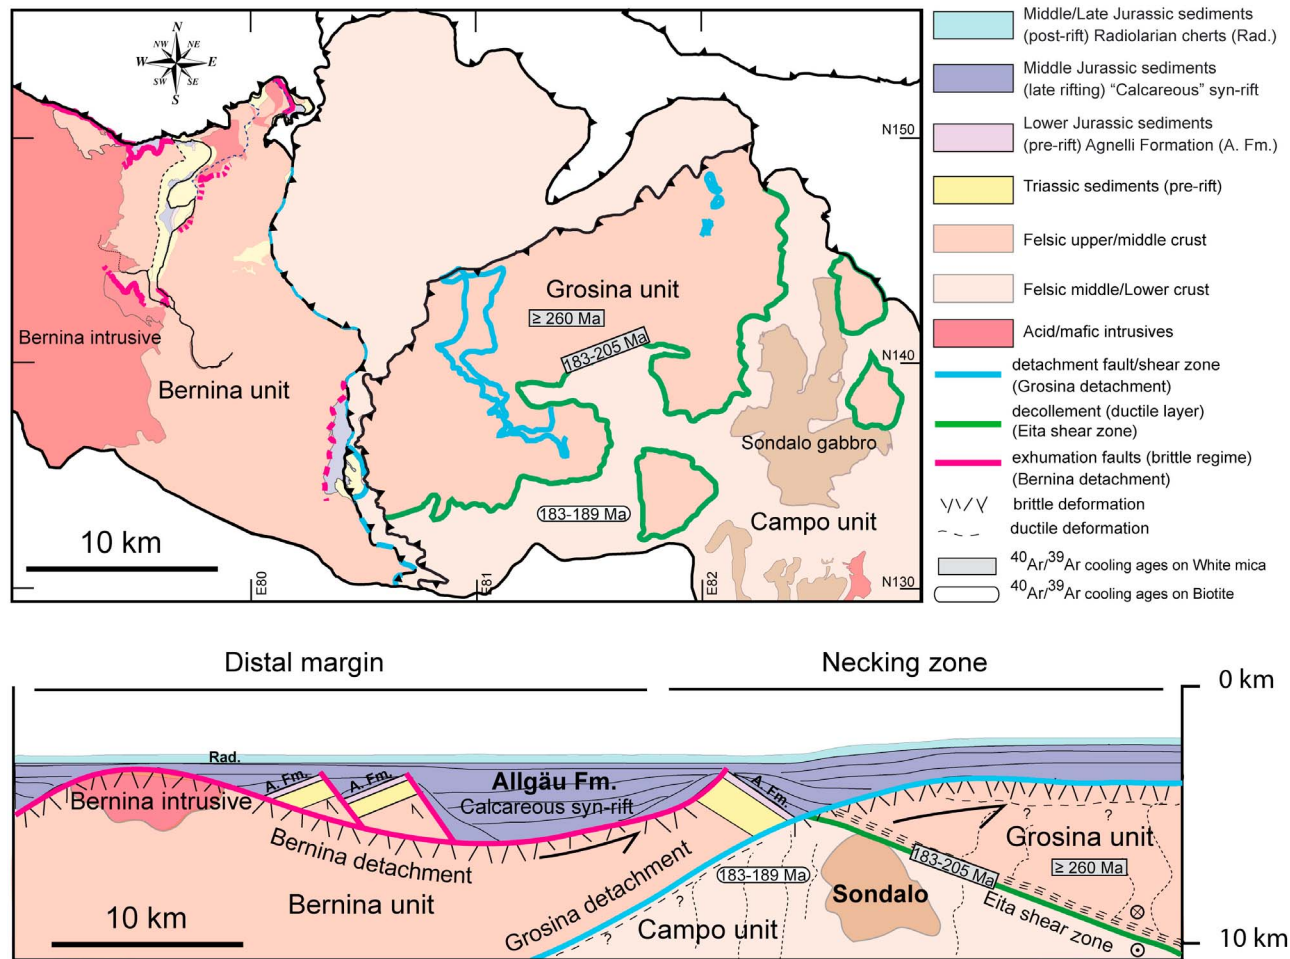 N
NW NE
W E
SW SE
S
N150
Grosina unit
≥ 260 Ma
183-205 Ma
Bernina intrusive
N140
Bernina unit
Sondalo gabbro
183-189 Ma
Campo unit
10 km
E80
E81
E82
N130
Middle/Late Jurassic sediments
(post-rift) Radiolarian cherts (Rad.)
Middle Jurassic sediments
(late rifting) “Calcareous” syn-rift
Lower Jurassic sediments
(pre-rift) Agnelli Formation (A. Fm.)
Triassic sediments (pre-rift)
Felsic upper/middle crust
Felsic middle/Lower crust
Acid/mafic intrusives
detachment fault/shear zone
(Grosina detachment)
decollement (ductile layer)
(Eita shear zone)
exhumation faults (brittle regime)
(Bernina detachment)
brittle deformation
ductile deformation
40Ar/39Ar cooling ages on White mica
40Ar/39Ar cooling ages on Biotite
Distal margin
Necking zone
0 km
Rad.
A. Fm.
A. Fm.
Allgäu Fm.
Calcareous syn-rift
A. Fm.
Bernina intrusive
Bernina detachment
Bernina unit
Grosina detachment
183-189 Ma
Sondalo
Campo unit
183-205 Ma
Grosina unit
≥ 260 Ma
Eita shear zone
?
?
?
?
10 km
10 km